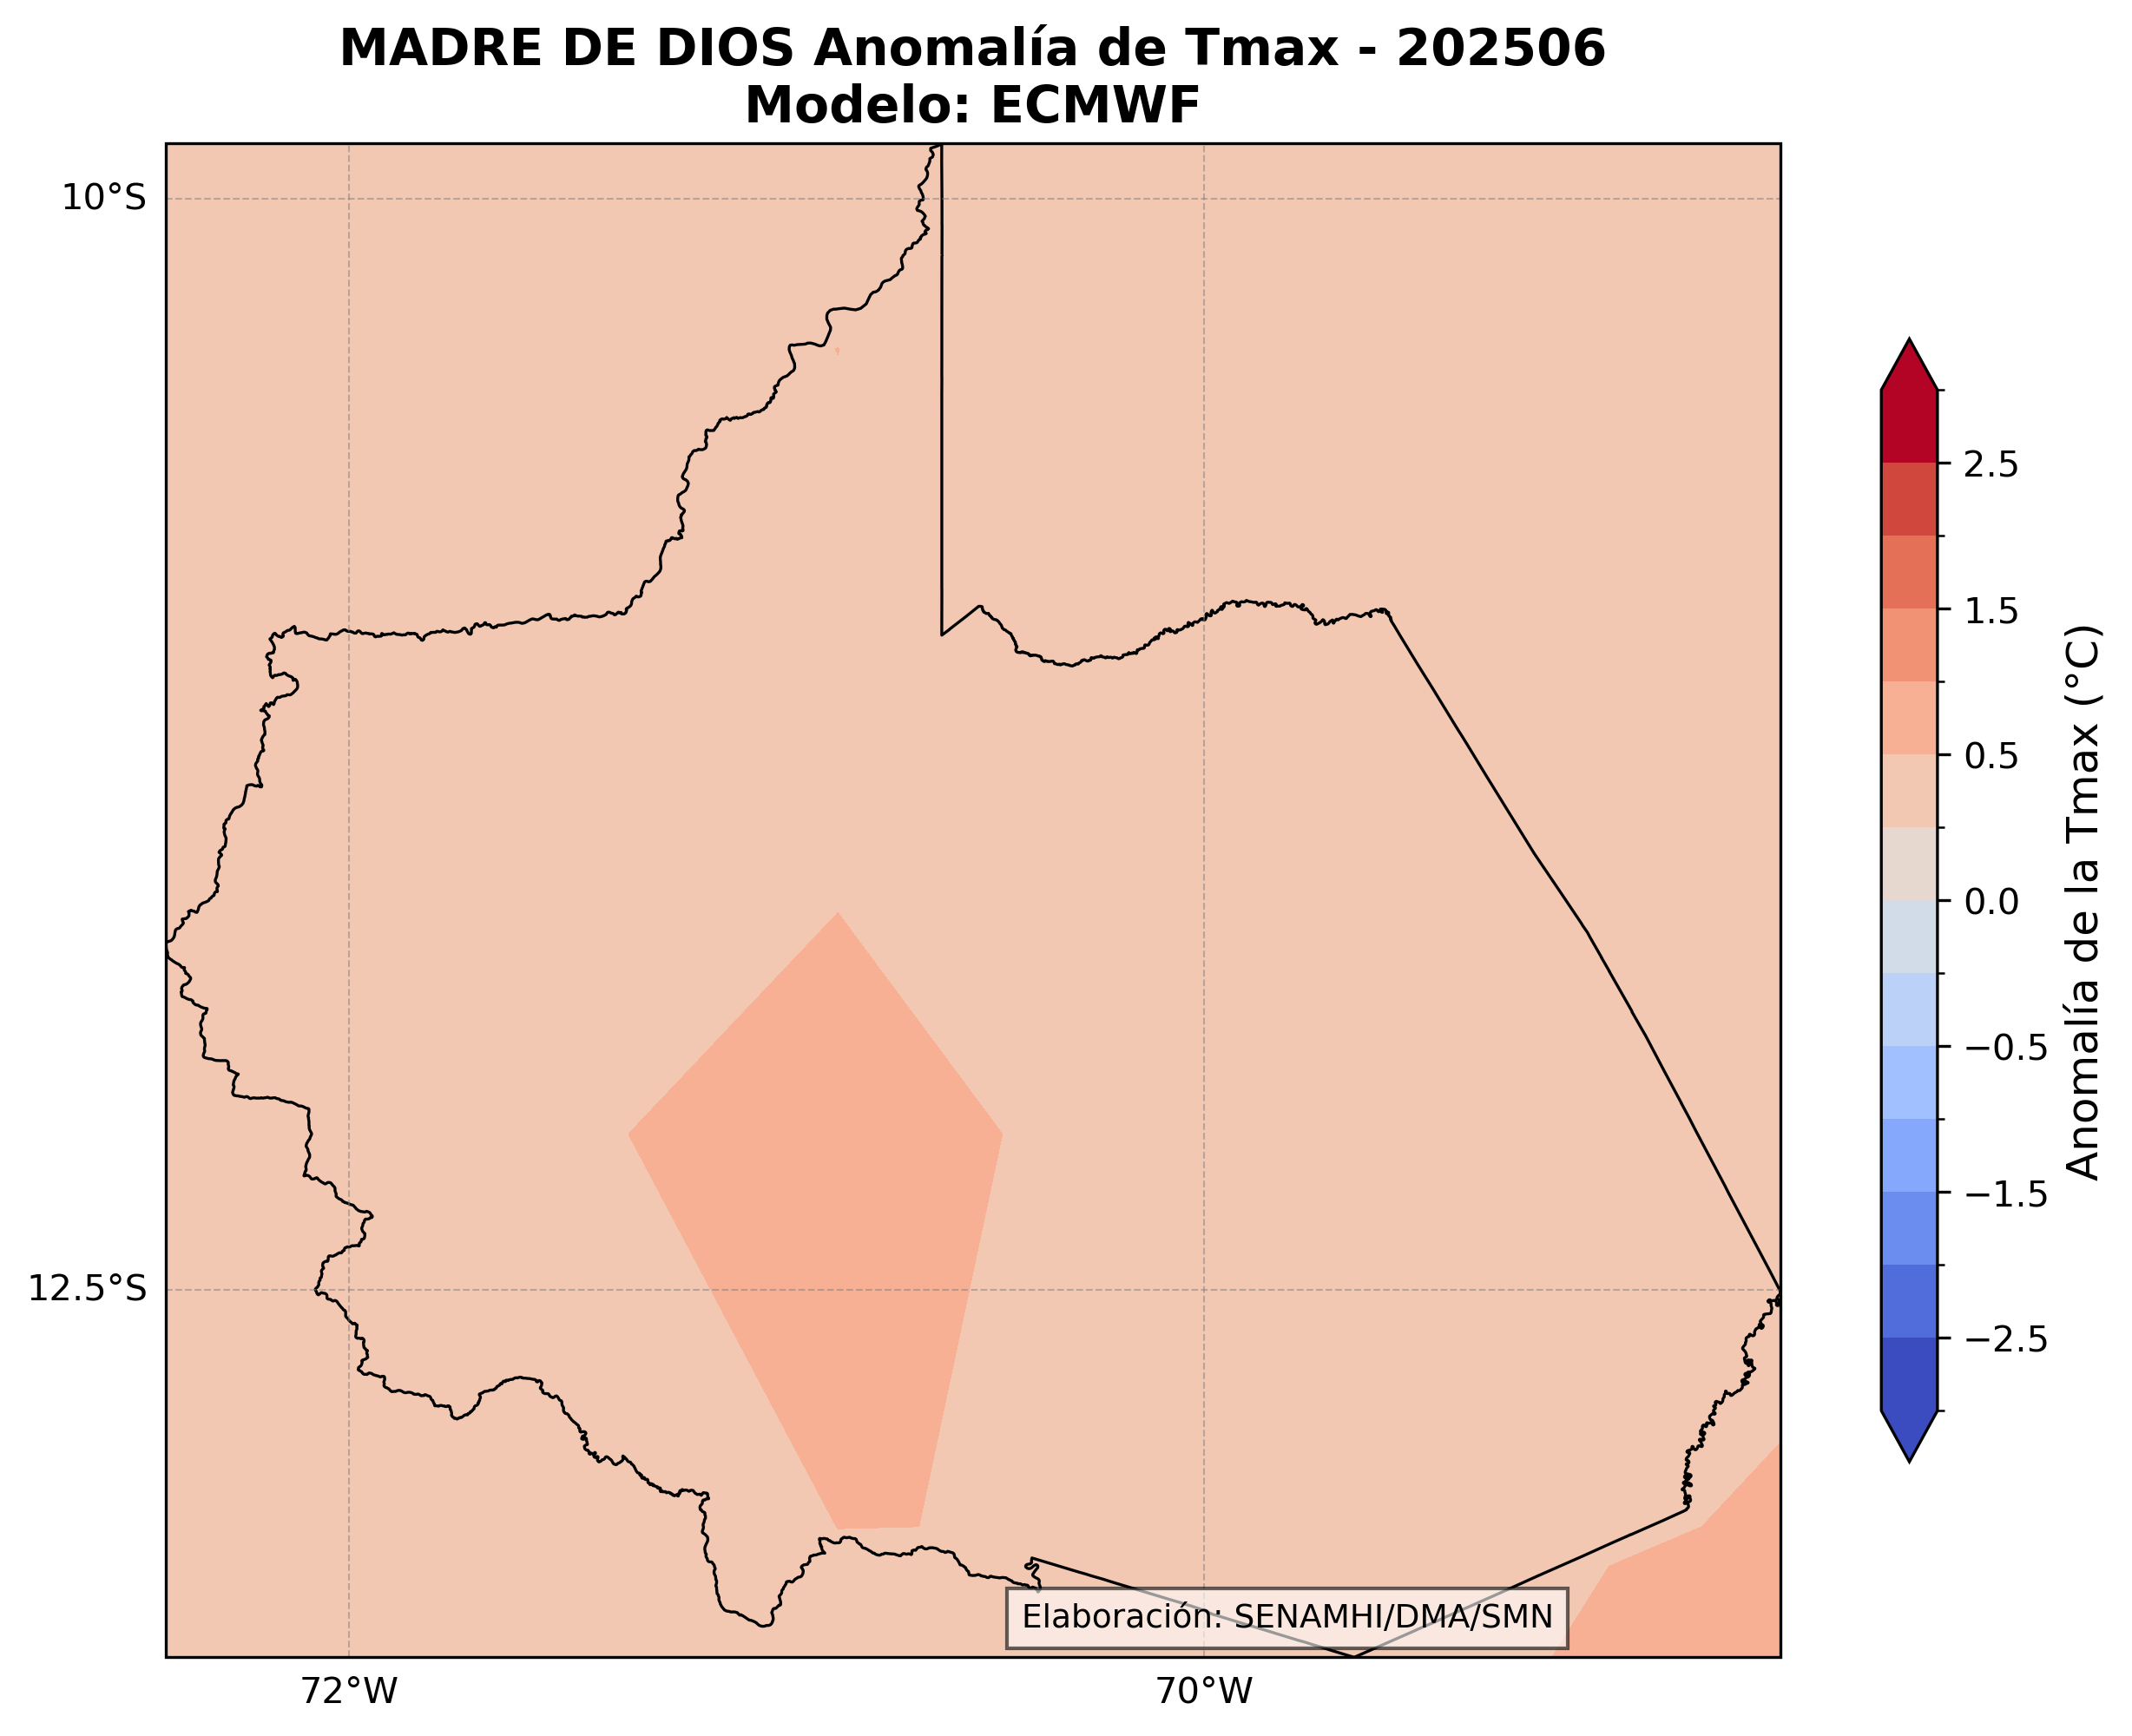 MADRE DE DIOS Anomalía de Tmax - 202506
Modelo: ECMWF
10°S
12.5°S
72°W
70°W
Elaboración: SENAMHI/DMA/SMN
2.5
1.5
0.5
0.0
−0.5
−1.5
−2.5
Anomalía de la Tmax (°C)